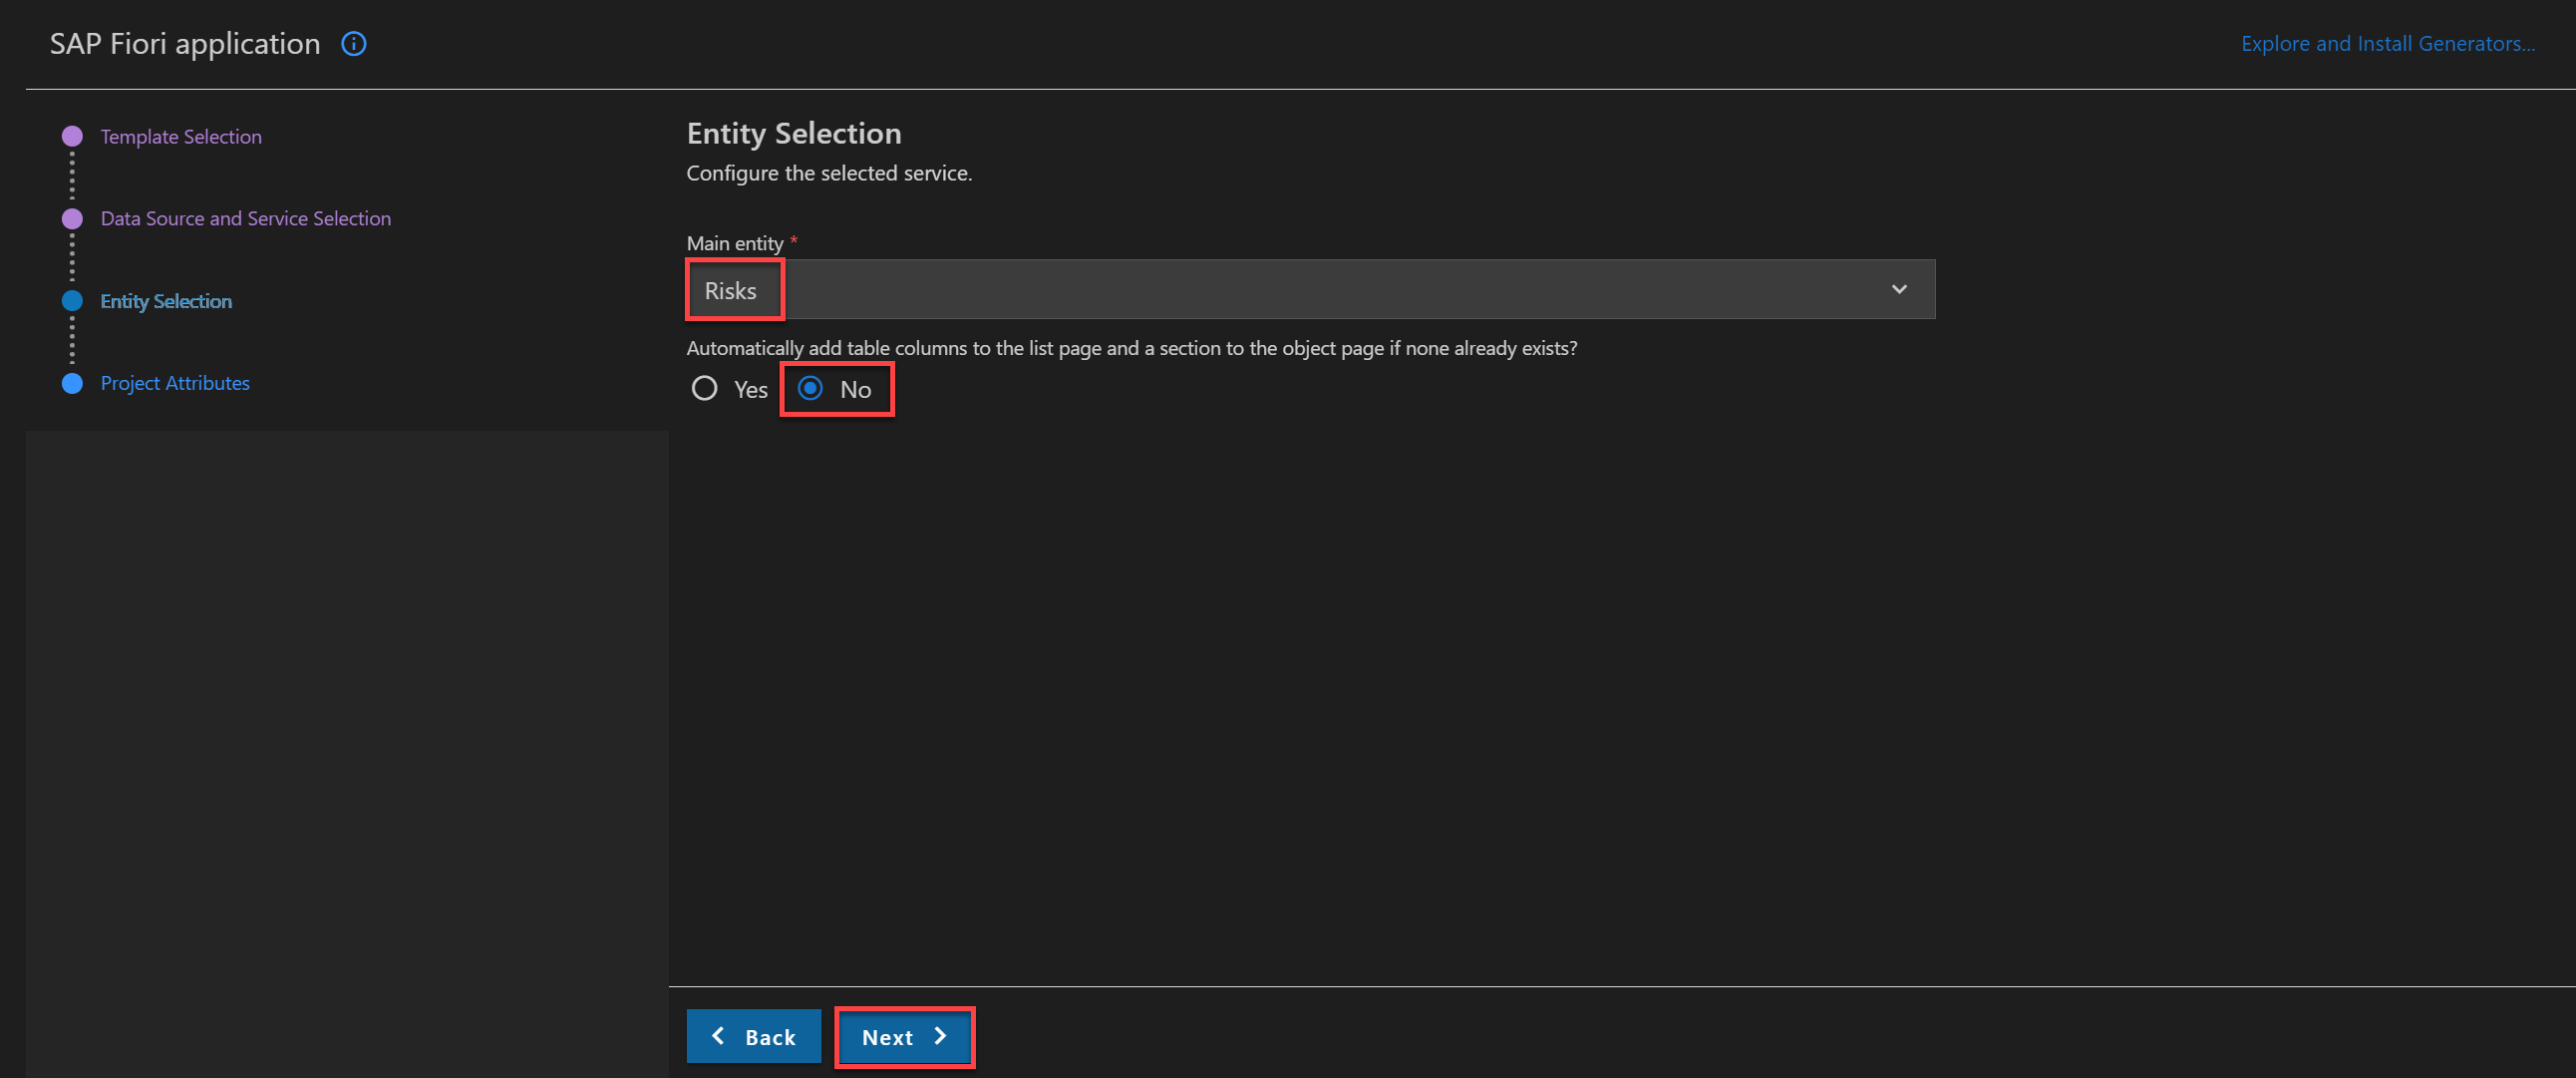 SAP Fiori application
Explore and Install Generators...
Template Selection
Data Source and Service Selection
Entity Selection
Project Attributes
Entity Selection
Configure the selected service.
Main entity *
Risks
Automatically add table columns to the list page and a section to the object page if none already exists?
Yes No
Back Next